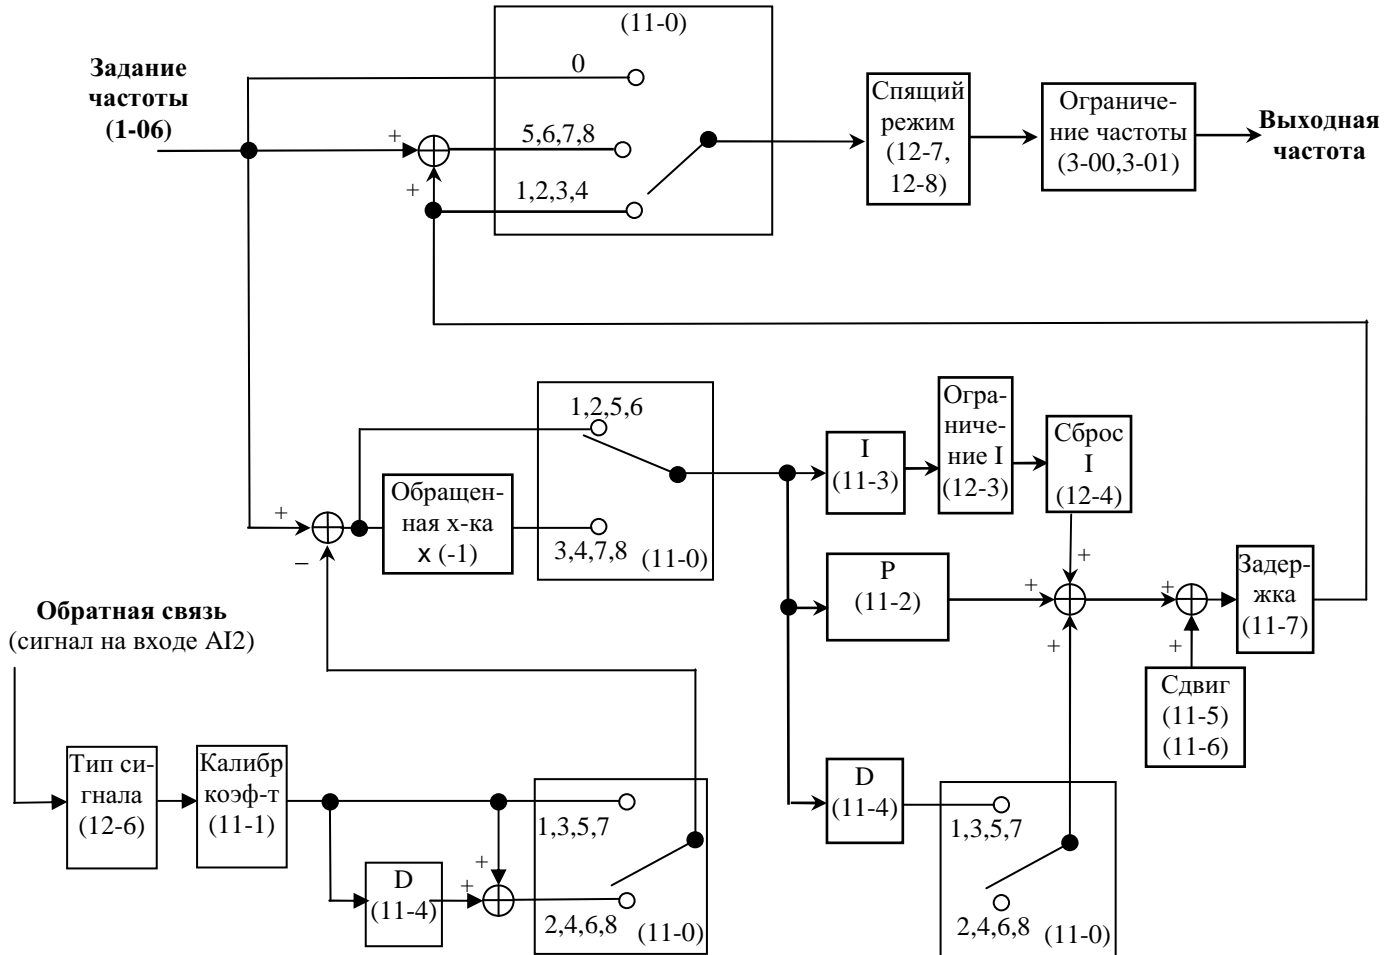 (11-0)
Задание
частоты
(1-06)
0
5,6,7,8
1,2,3,4
+
+
Спящий
режим
(12-7,
12-8)
Ограниче-
ние частоты
(3-00,3-01)
Выходная
частота
1,2,5,6
3,4,7,8
(11-0)
+
–
Обращен-
ная х-ка
x (-1)
I
(11-3)
Огра-
ниче-
ние I
(12-3)
Сброс
I
(12-4)
+
P
(11-2)
+
+
+
Задер-
жка
(11-7)
+
Сдвиг
(11-5)
(11-6)
Обратная связь
(сигнал на входе AI2)
Тип си-
гнала
(12-6)
Калибр
коэф-т
(11-1)
D
(11-4)
+
+
1,3,5,7
2,4,6,8
(11-0)
D
(11-4)
1,3,5,7
2,4,6,8
(11-0)